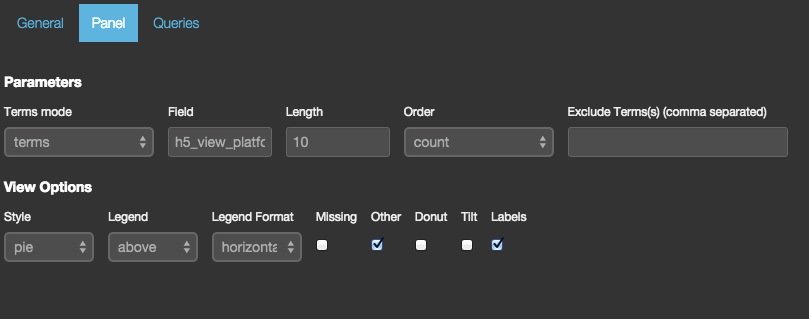 General Panel Queries
Parameters
Terms mode Field Length Order Exclude Terms(s) (comma separated)
terms h5_view_platfo 10 count
View Options
Style Legend Legend Format Missing Other Donut Tilt Labels
pie above horizonta